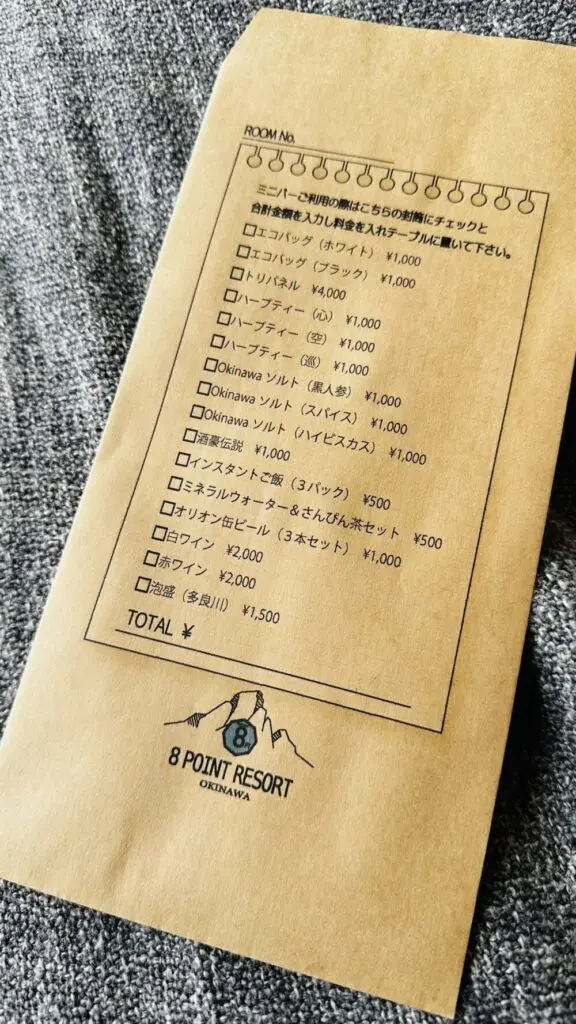 ROOM No.
ミニバーご利用の際はこちらの封筒にチェックと
合計金額を入力し料金を入れテーブルに置いて下さい。
□エコバッグ（ホワイト） ¥1,000
□エコバッグ（ブラック） ¥1,000
□トリパネル ¥4,000
□ハーブティー（心） ¥1,000
□ハーブティー（空） ¥1,000
□ハーブティー（巡） ¥1,000
□Okinawa ソルト（黒人参） ¥1,000
□Okinawa ソルト（スパイス） ¥1,000
□Okinawa ソルト（ハイビスカス） ¥1,000
□酒豪伝説 ¥1,000
□インスタントご飯（３パック） ¥500
□ミネラルウォーター＆さんぴん茶セット ¥500
□オリオン缶ビール（３本セット） ¥1,000
□白ワイン ¥2,000
□赤ワイン ¥2,000
□泡盛（多良川） ¥1,500
TOTAL ¥
8
8 POINT RESORT
OKINAWA